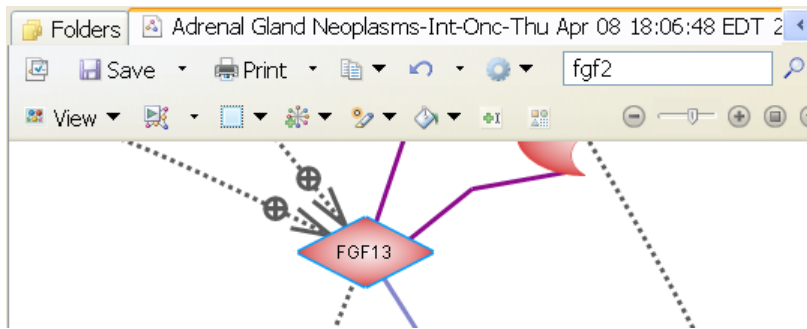 Folders Adrenal Gland Neoplasms-Int-Onc-Thu Apr 08 18:06:48 EDT 2
Save Print fgf2
View
FGF13